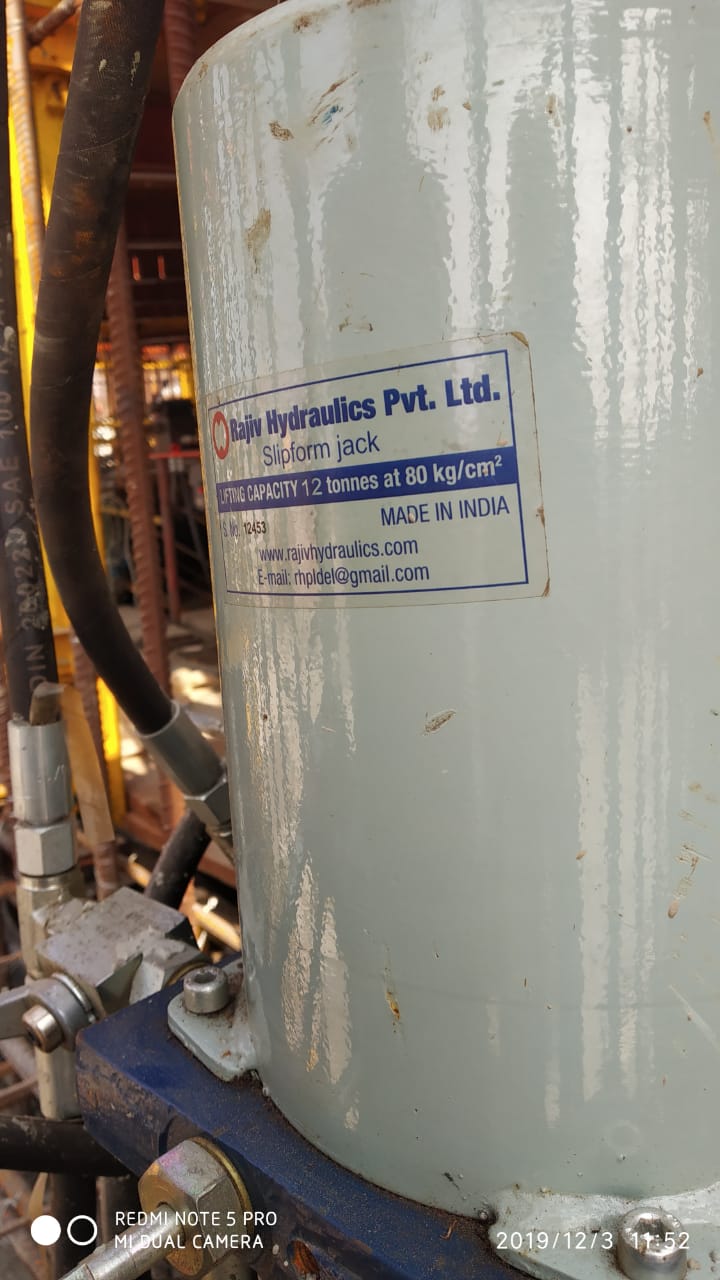 Rajiv Hydraulics Pvt. Ltd.
Slipform jack
LIFTING CAPACITY 12 tonnes at 80 kg/cm²
S. No. 12453
MADE IN INDIA
www.rajivhydraulics.com
E-mail: rhpldel@gmail.com
SAE 100 R
REDMI NOTE 5 PRO
MI DUAL CAMERA
2019/12/3 11:52